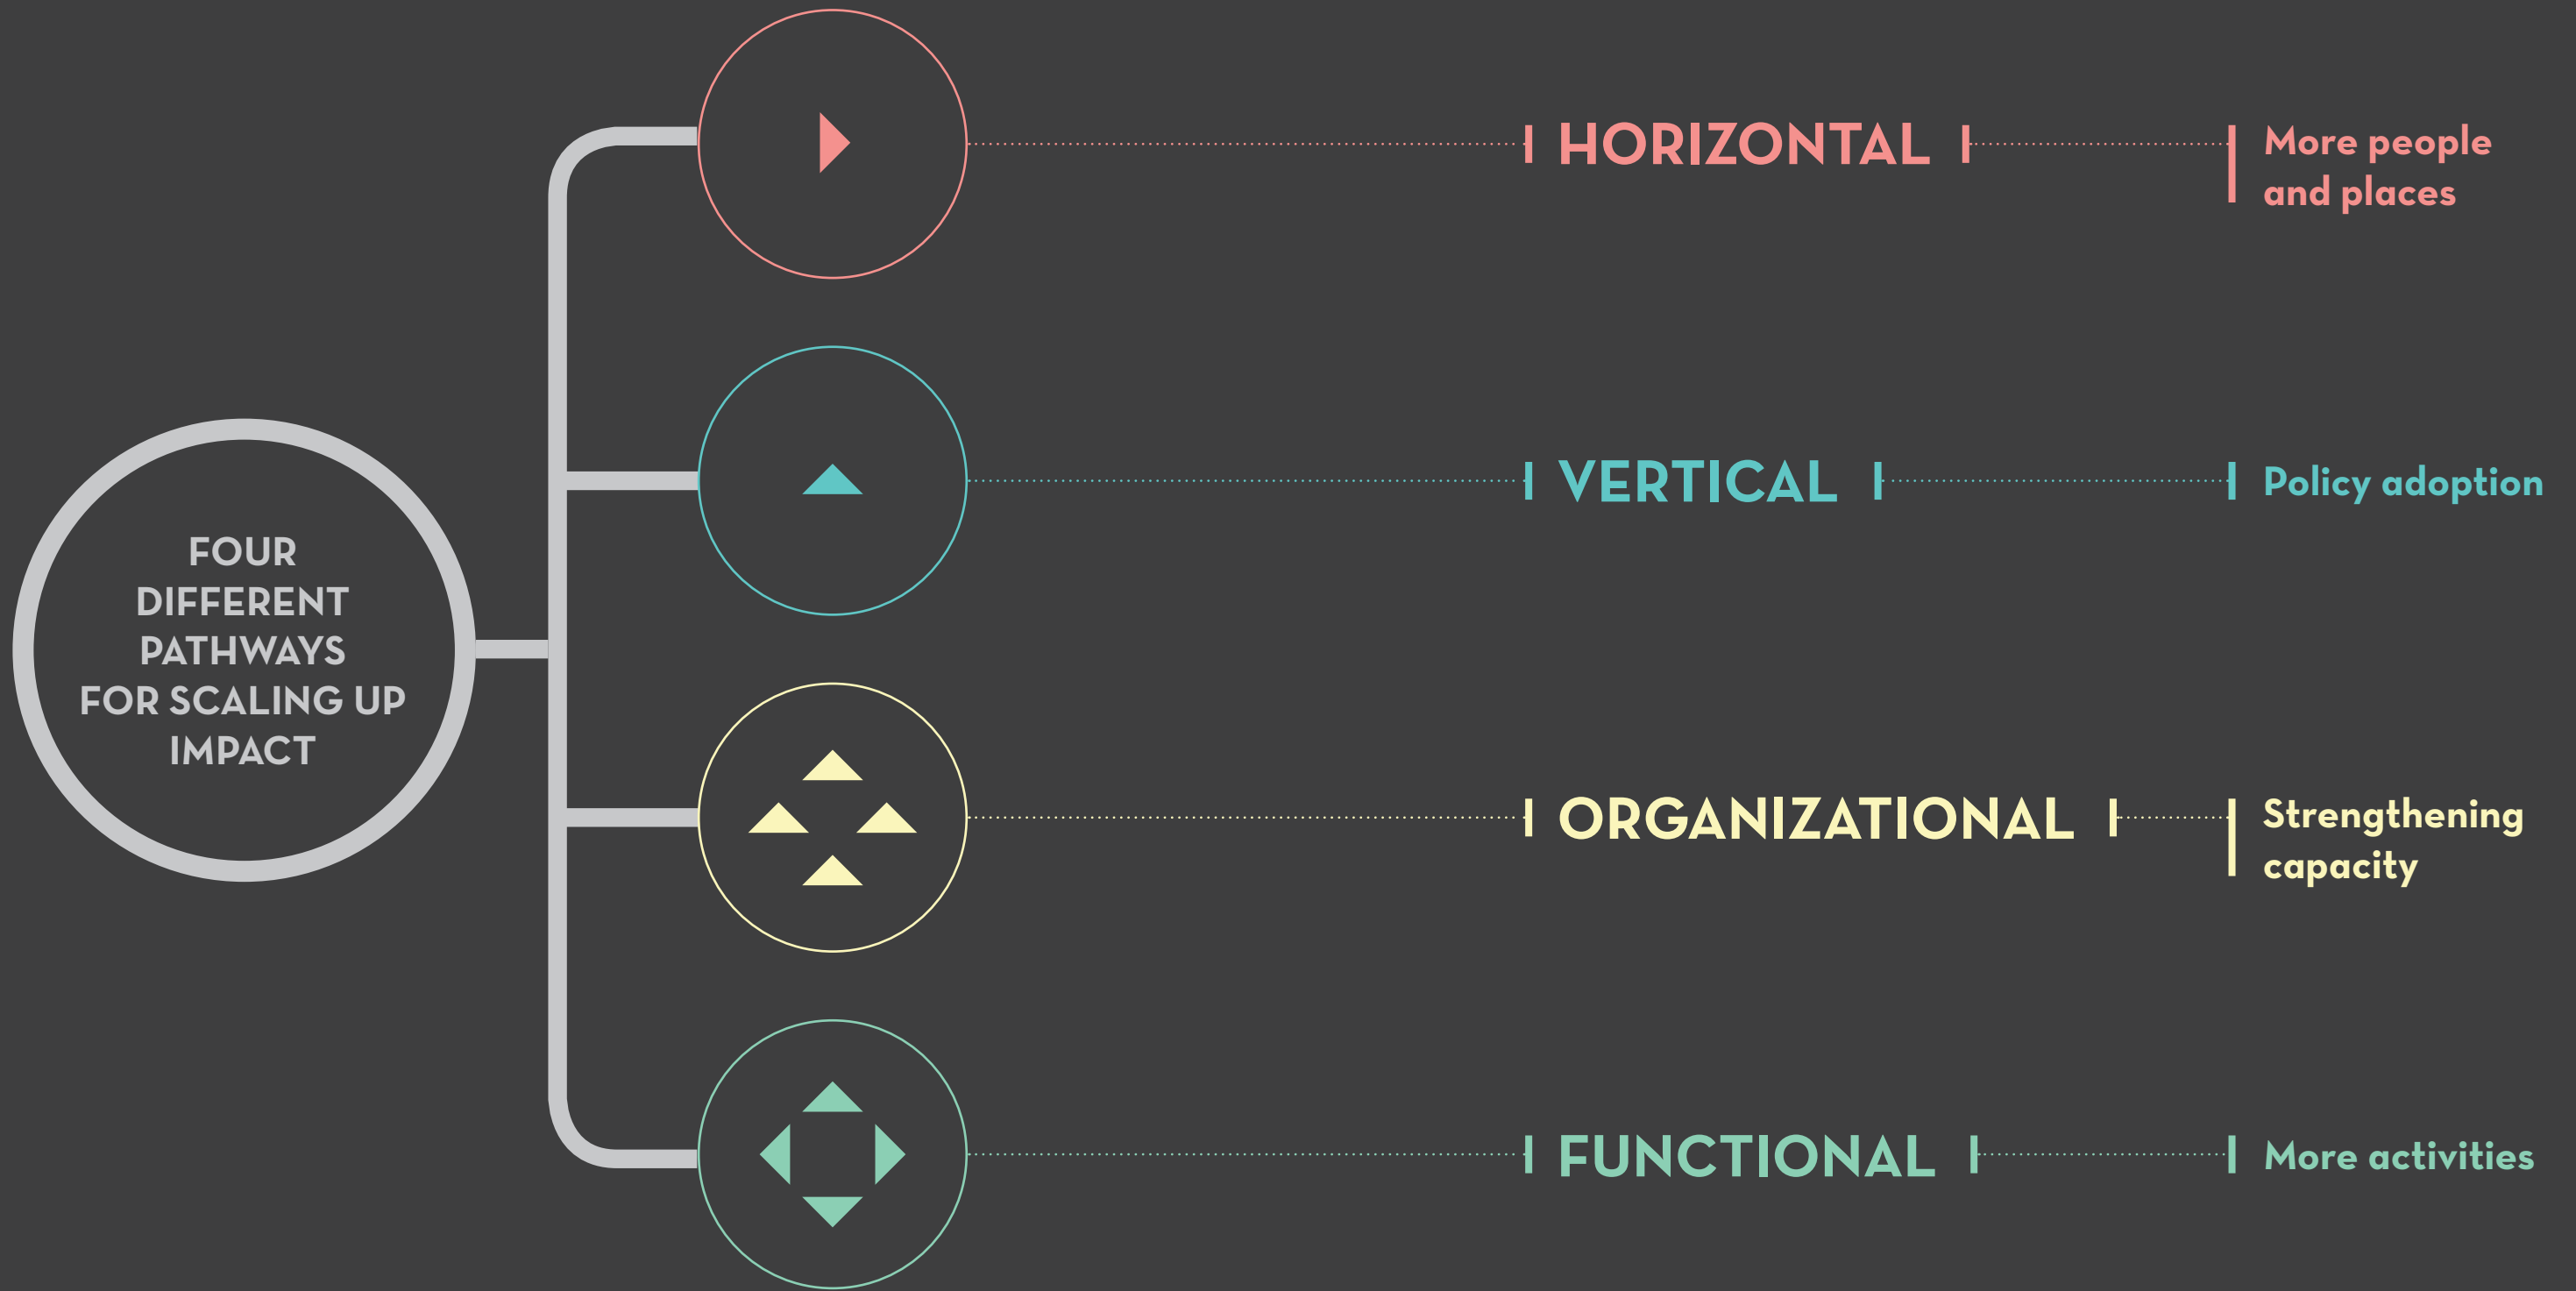 FOUR
DIFFERENT
PATHWAYS
FOR SCALING UP
IMPACT
HORIZONTAL
More people
and places
VERTICAL
Policy adoption
ORGANIZATIONAL
Strengthening
capacity
FUNCTIONAL
More activities